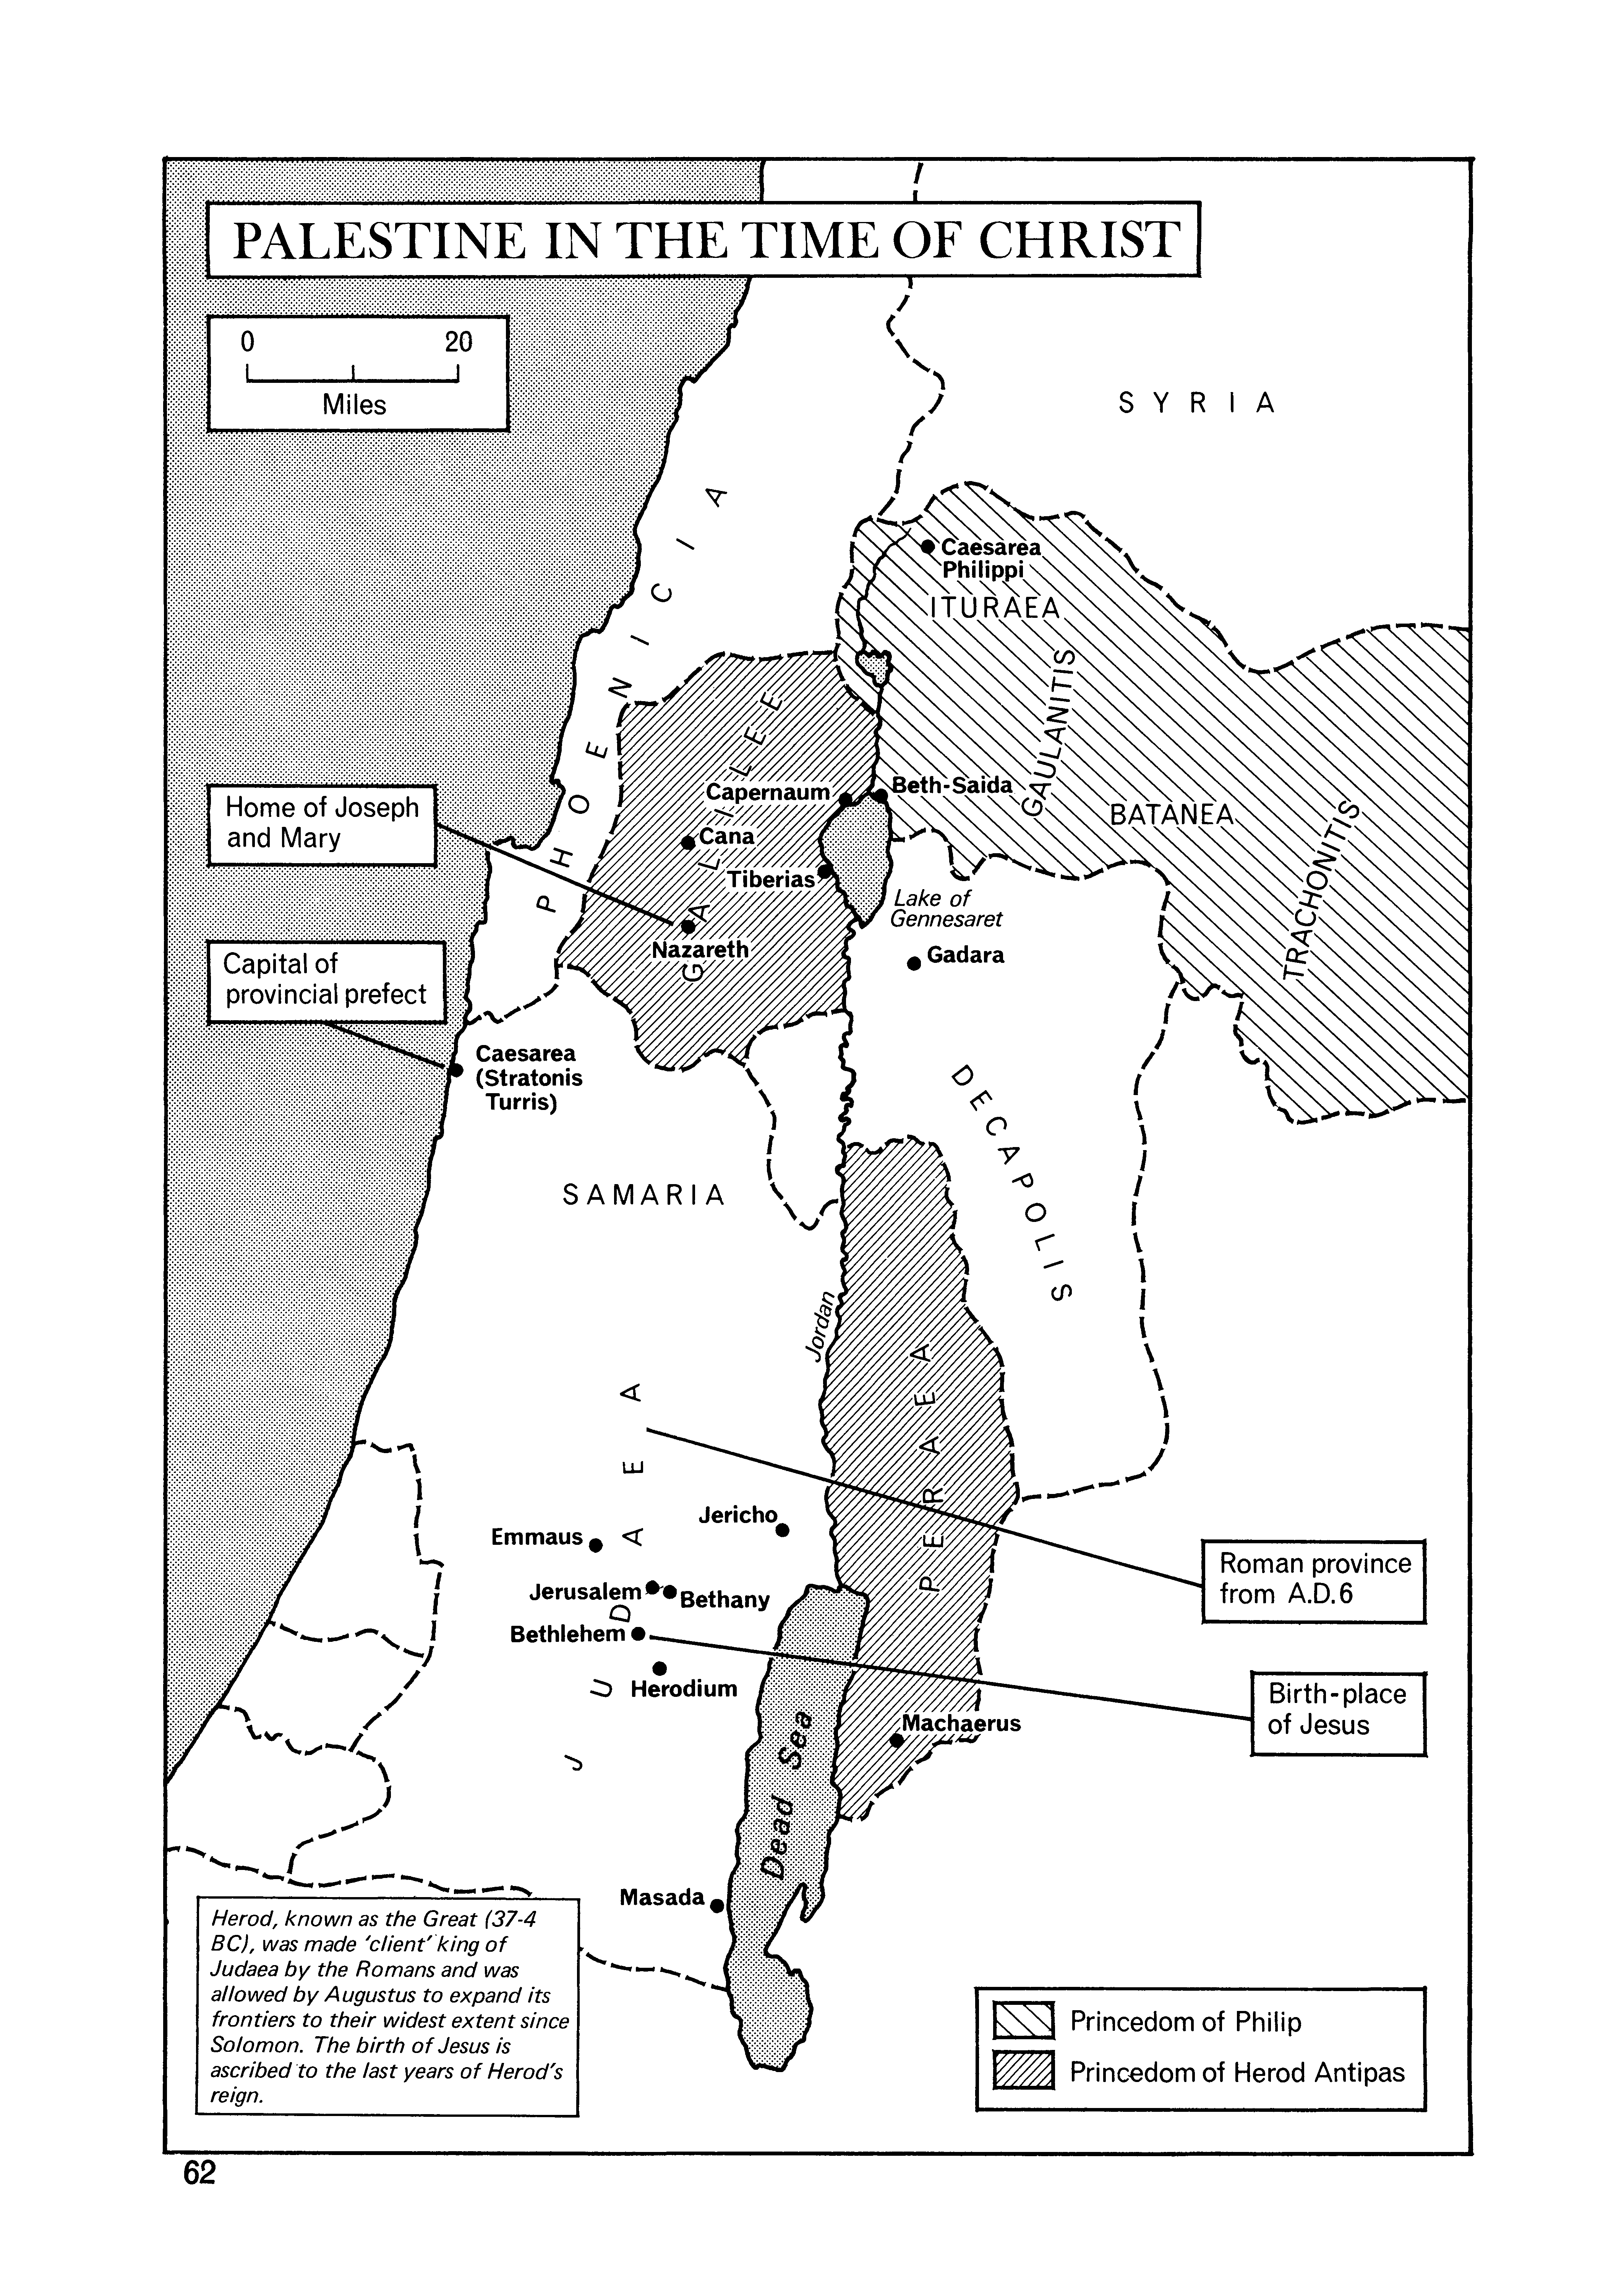 PALESTINE IN THE TIME OF CHRIST
0 20
Miles
SYRIA
PHOENICIA
Caesarea
Philippi
ITURAEA
GAULANITIS
BATANEA
TRACHONITIS
GALILEE
Capernaum
Beth-Saida
Home of Joseph
and Mary
Cana
Tiberias
Lake of
Gennesaret
Nazareth
Gadara
Capital of
provincial prefect
Caesarea
(Stratonis
Turris)
DECAPOLIS
SAMARIA
Jordan
PERAEA
JUDAEA
Jericho
Emmaus
Jerusalem
Bethany
Bethlehem
Herodium
Roman province
from A.D.6
Birth-place
of Jesus
Machaerus
Dead Sea
Masada
Herod, known as the Great (37-4
BC), was made 'client' king of
Judaea by the Romans and was
allowed by Augustus to expand its
frontiers to their widest extent since
Solomon. The birth of Jesus is
ascribed to the last years of Herod's
reign.
Princedom of Philip
Princedom of Herod Antipas
62